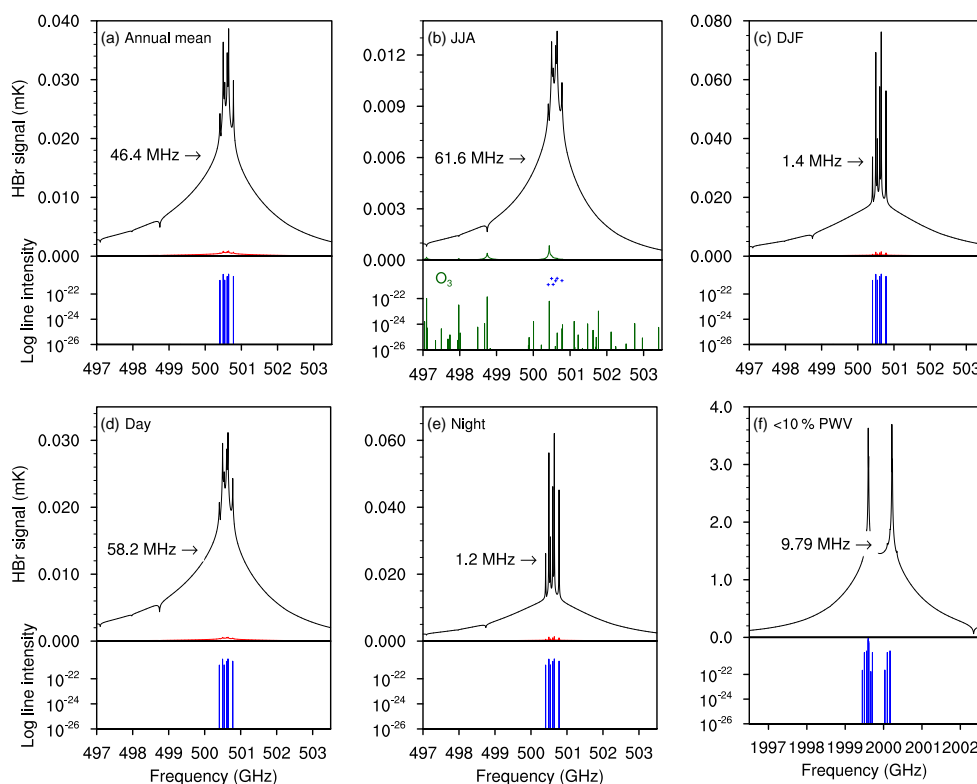 (a) Annual mean
0.040
0.030
0.020
0.010
0.000
HBr signal (mK)
46.4 MHz →
Log line intensity
10-22
10-24
10-26
497 498 499 500 501 502 503
(b) JJA
0.012
0.009
0.006
0.003
0.000
61.6 MHz →
O3
10-22
10-24
10-26
497 498 499 500 501 502 503
(c) DJF
0.080
0.060
0.040
0.020
0.000
1.4 MHz →
10-22
10-24
10-26
497 498 499 500 501 502 503
(d) Day
0.030
0.020
0.010
0.000
HBr signal (mK)
58.2 MHz →
Log line intensity
10-22
10-24
10-26
497 498 499 500 501 502 503
Frequency (GHz)
(e) Night
0.060
0.040
0.020
0.000
1.2 MHz →
10-22
10-24
10-26
497 498 499 500 501 502 503
Frequency (GHz)
(f) <10 % PWV
4.0
3.0
2.0
1.0
0.0
9.79 MHz →
10-22
10-24
10-26
1997 1998 1999 2000 2001 2002
Frequency (GHz)